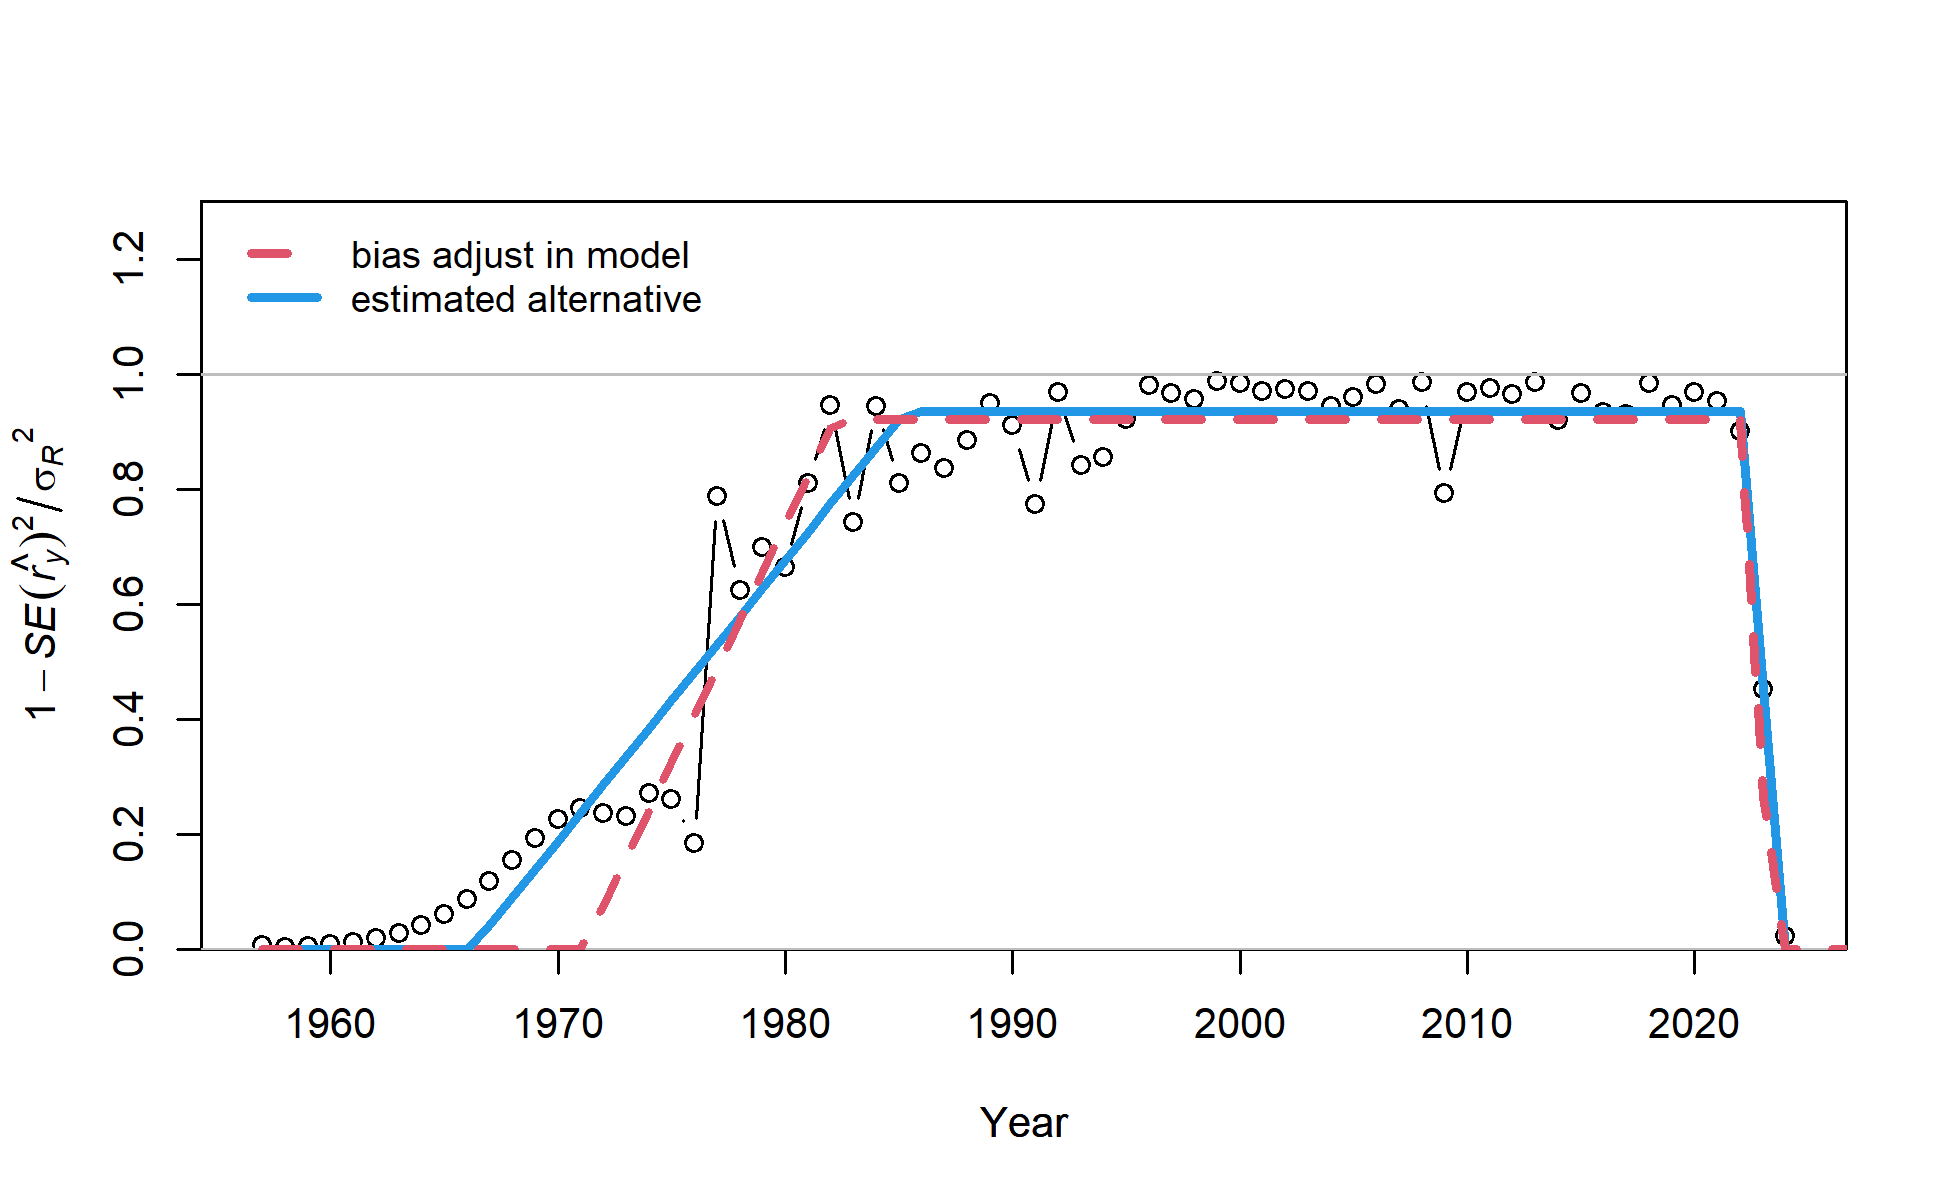 bias adjust in model
estimated alternative
1 − SE(r̂y)² / σR²
1.2
1.0
0.8
0.6
0.4
0.2
0.0
1960 1970 1980 1990 2000 2010 2020
Year